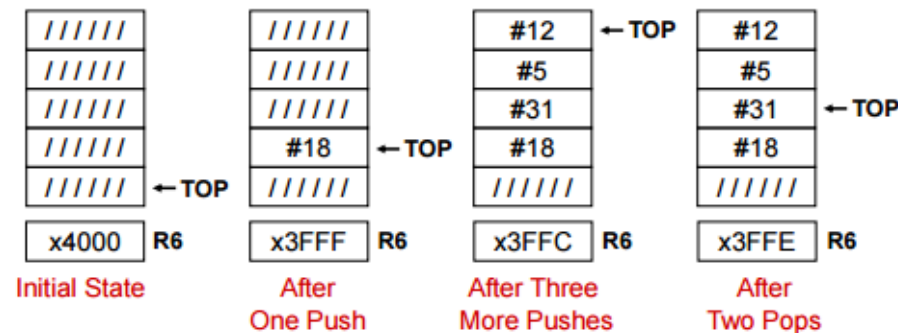 ////// ////// #12 ← TOP #12
////// ////// #5 #5
////// ////// #31 #31 ← TOP
////// #18 ← TOP #18 #18
////// ← TOP ////// ////// //////
x4000 R6 x3FFF R6 x3FFC R6 x3FFE R6
Initial State After After Three After
One Push More Pushes Two Pops